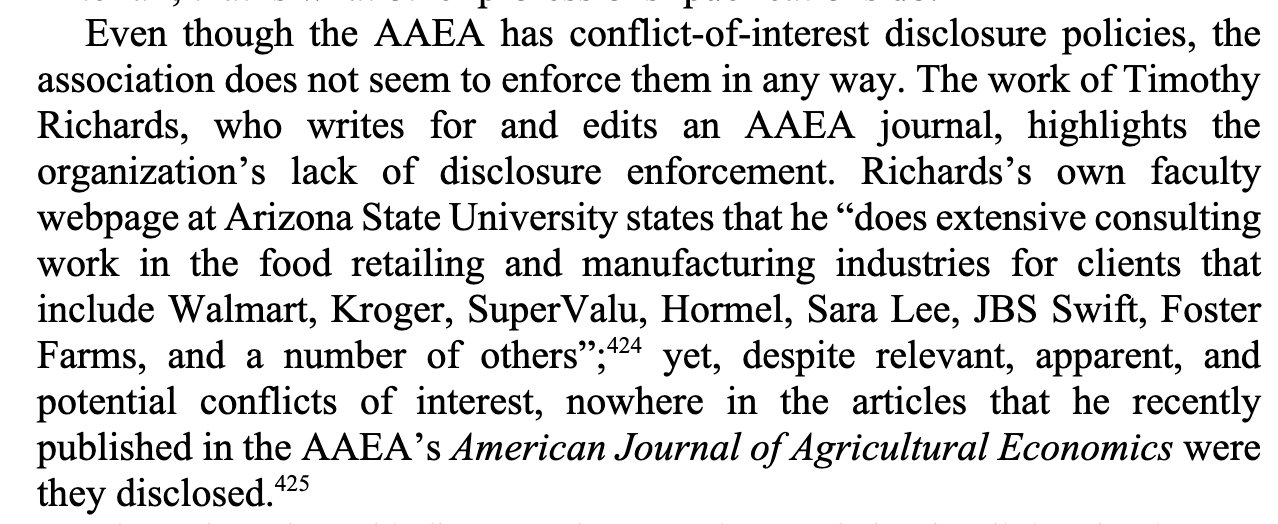 Even though the AAEA has conflict-of-interest disclosure policies, the
association does not seem to enforce them in any way. The work of Timothy
Richards, who writes for and edits an AAEA journal, highlights the
organization’s lack of disclosure enforcement. Richards’s own faculty
webpage at Arizona State University states that he “does extensive consulting
work in the food retailing and manufacturing industries for clients that
include Walmart, Kroger, SuperValu, Hormel, Sara Lee, JBS Swift, Foster
Farms, and a number of others”;424 yet, despite relevant, apparent, and
potential conflicts of interest, nowhere in the articles that he recently
published in the AAEA’s American Journal of Agricultural Economics were
they disclosed.425